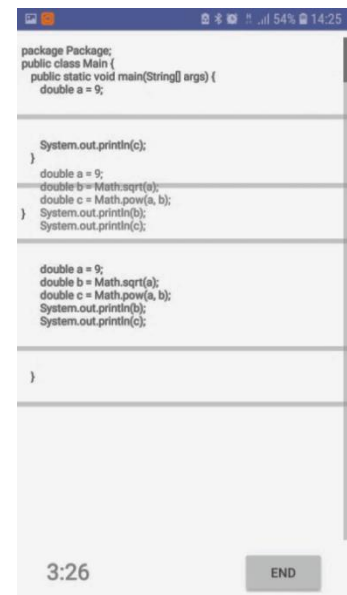 54% 14:25
package Package;
public class Main {
public static void main(String[] args) {
double a = 9;
System.out.println(c);
}
double a = 9;
double b = Math.sqrt(a);
double c = Math.pow(a, b);
} System.out.println(b);
System.out.println(c);
double a = 9;
double b = Math.sqrt(a);
double c = Math.pow(a, b);
System.out.println(b);
System.out.println(c);
}
3:26 END